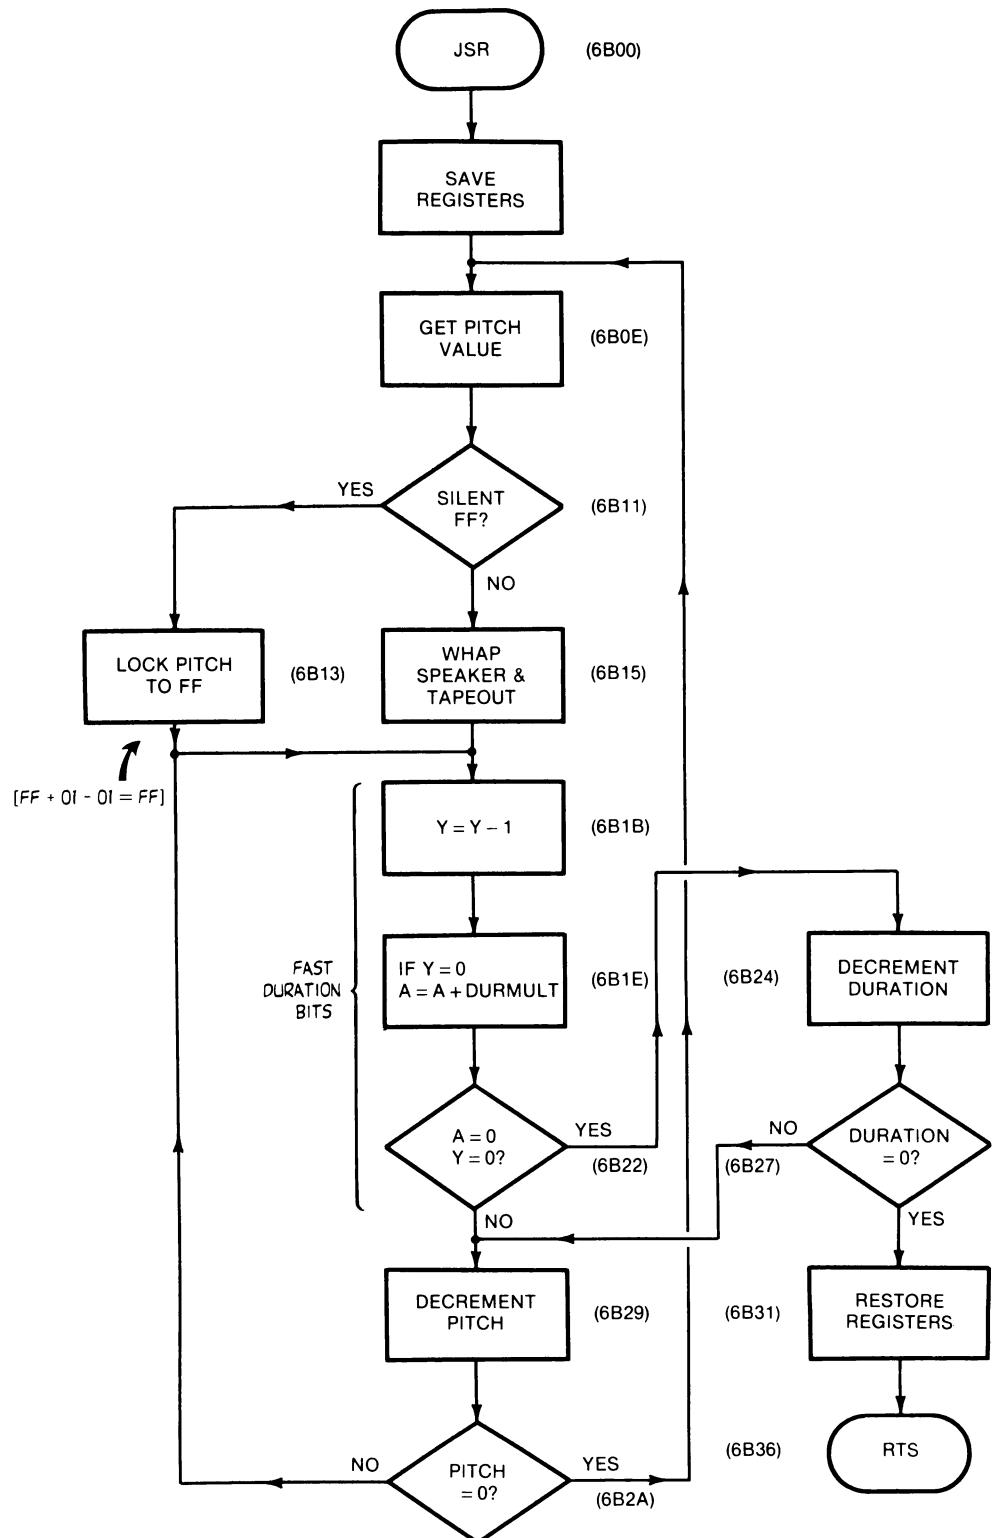 JSR (6B00)
SAVE
REGISTERS
GET PITCH
VALUE
(6B0E)
YES
SILENT
FF?
(6B11)
NO
LOCK PITCH
TO FF
(6B13)
WHAP
SPEAKER &
TAPEOUT
(6B15)
[FF + 01 - 01 = FF]
Y = Y - 1
(6B1B)
FAST
DURATION
BITS
IF Y = 0
A = A + DURMULT
(6B1E)
(6B24)
DECREMENT
DURATION
A = 0
Y = 0?
YES
(6B22)
NO
(6B27)
DURATION
= 0?
NO
YES
DECREMENT
PITCH
(6B29)
(6B31)
RESTORE
REGISTERS
NO
PITCH
= 0?
YES
(6B2A)
(6B36)
RTS